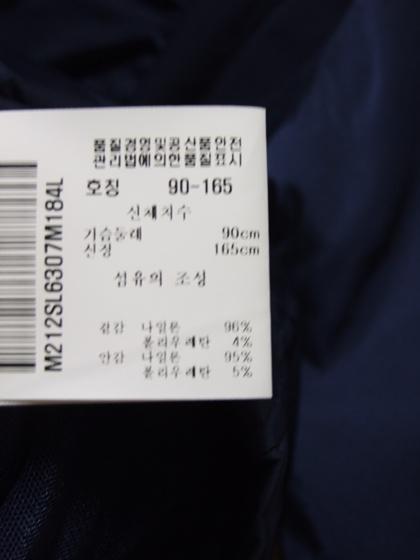 품질경영및공산품안전
관리법에의한품질표시
호칭 90-165
신체치수
가슴둘레 90cm
신장 165cm
섬유의 조성
겉감 나일론 96%
폴리우레탄 4%
안감 나일론 95%
폴리우레탄 5%
M212SL6307M184L